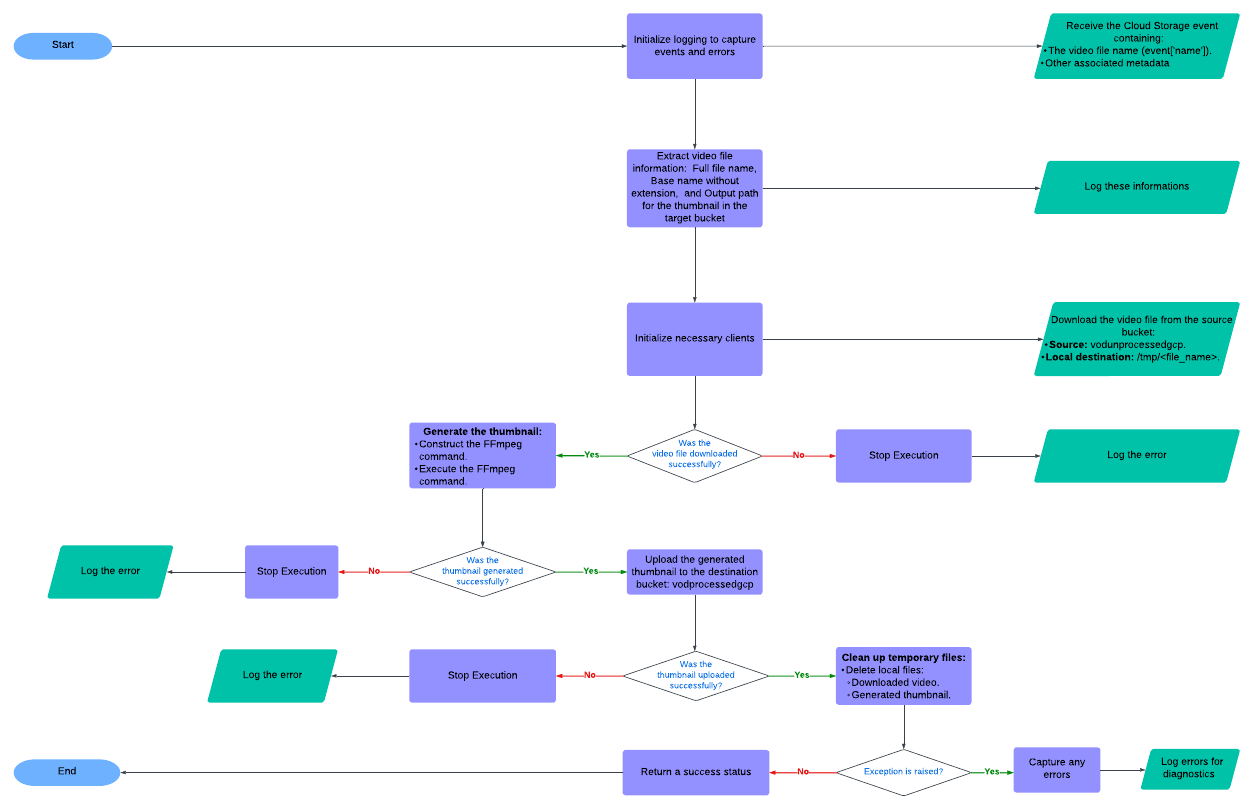 Start
Initialize logging to capture
events and errors
Receive the Cloud Storage event
containing:
•The video file name (event['name']).
•Other associated metadata
Extract video file
information:  Full file name,
Base name without
extension,  and Output path
for the thumbnail in the
target bucket
Log these informations
Initialize necessary clients
Download the video file from the source
bucket:
•Source: vodunprocessedgcp.
•Local destination: /tmp/<file_name>.
Generate the thumbnail:
•Construct the FFmpeg
command.
•Execute the FFmpeg
command.
Yes
Was the
video file downloaded
successfully?
No
Stop Execution
Log the error
Log the error
Stop Execution
No
Was the
thumbnail generated
successfully?
Yes
Upload the generated
thumbnail to the destination
bucket: vodprocessedgcp
Log the error
Stop Execution
No
Was the
thumbnail uploaded
successfully?
Yes
Clean up temporary files:
•Delete local files:
◦Downloaded video.
◦Generated thumbnail.
End
Return a success status
No
Exception is raised?
Yes
Capture any
errors
Log errors for
diagnostics